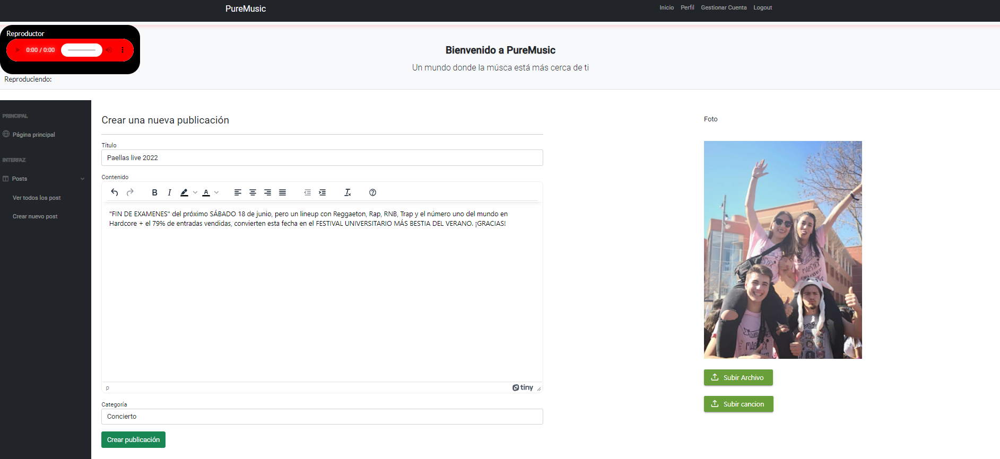 PureMusic
Inicio Perfil Gestionar Cuenta Logout
Reproductor
0:00 / 0:00
Reproduciendo:
Bienvenido a PureMusic
Un mundo donde la músca está más cerca de ti
PRINCIPAL
Página principal
INTERFAZ
Posts
Ver todos los post
Crear nuevo post
Crear una nueva publicación
Título
Paellas live 2022
Contenido
B I A
"FIN DE EXAMENES" del próximo SÁBADO 18 de junio, pero un lineup con Reggaeton, Rap, RNB, Trap y el número uno del mundo en
Hardcore + el 79% de entradas vendidas, convierten esta fecha en el FESTIVAL UNIVERSITARIO MÁS BESTIA DEL VERANO. ¡GRACIAS!
p
tiny
Categoría
Concierto
Crear publicación
Foto
MAESTRX
Subir Archivo
Subir cancion